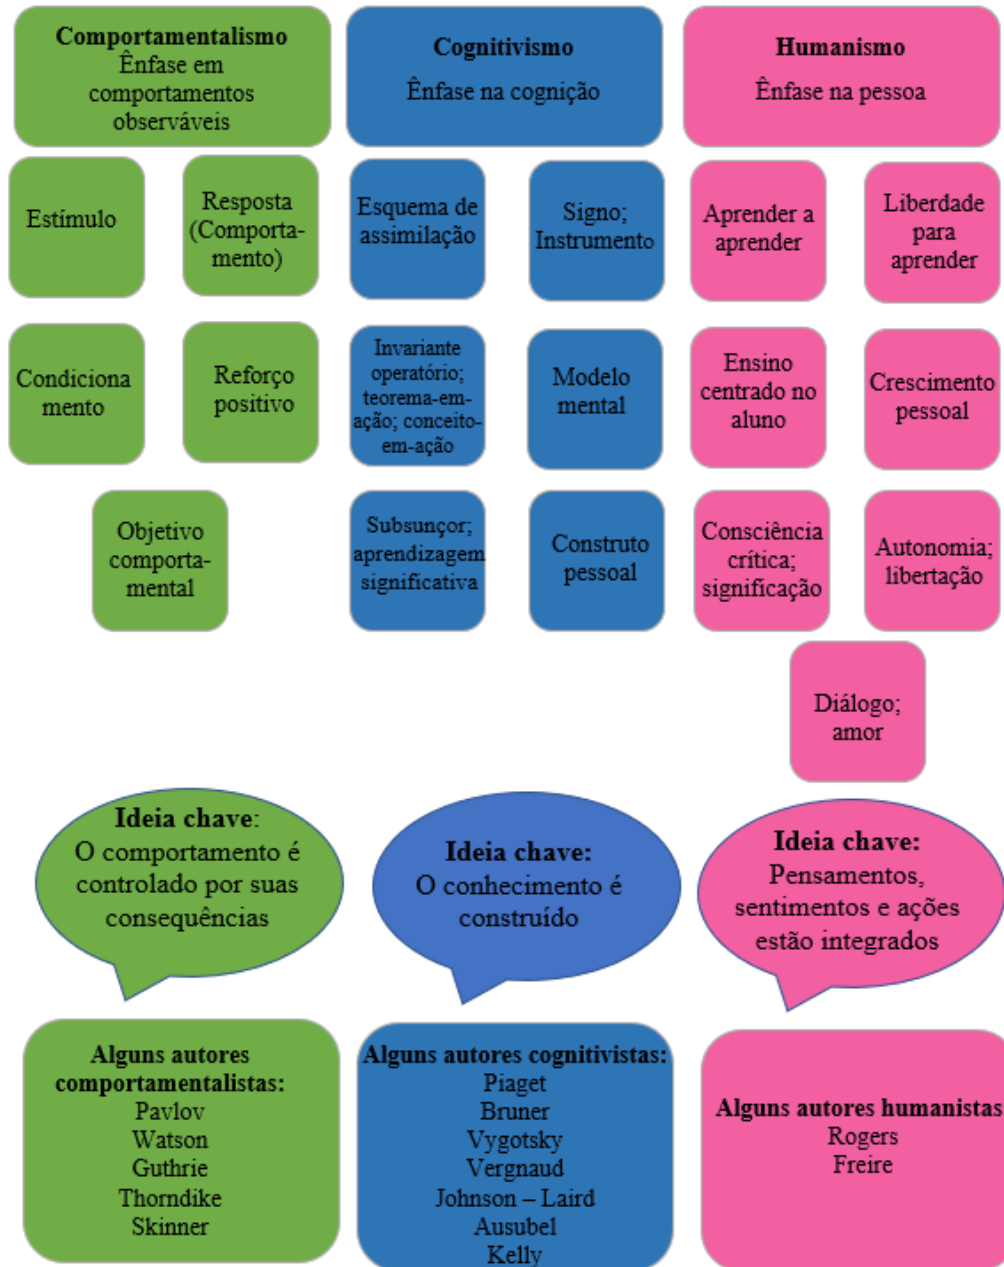 Comportamentalismo
Ênfase em
comportamentos
observáveis
Cognitivismo
Ênfase na cognição
Humanismo
Ênfase na pessoa
Estímulo
Resposta
(Comporta-
mento)
Esquema de
assimilação
Signo;
Instrumento
Aprender a
aprender
Liberdade
para
aprender
Condiciona
mento
Reforço
positivo
Invariante
operatório;
teorema-em-
ação; conceito-
em-ação
Modelo
mental
Ensino
centrado no
aluno
Crescimento
pessoal
Objetivo
comporta-
mental
Subsunçor;
aprendizagem
significativa
Construto
pessoal
Consciência
crítica;
significação
Autonomia;
libertação
Diálogo;
amor
Ideia chave:
O comportamento é
controlado por suas
consequências
Ideia chave:
O conhecimento é
construído
Ideia chave:
Pensamentos,
sentimentos e ações
estão integrados
Alguns autores
comportamentalistas:
Pavlov
Watson
Guthrie
Thorndike
Skinner
Alguns autores cognitivistas:
Piaget
Bruner
Vygotsky
Vergnaud
Johnson – Laird
Ausubel
Kelly
Alguns autores humanistas
Rogers
Freire